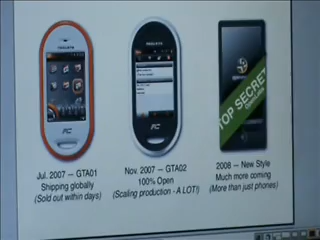 TOP SECRET
Jul. 2007 — GTA01
Shipping globally
(Sold out within days)
Nov. 2007 — GTA02
100% Open
(Scaling production - A LOT!)
2008 — New Style
Much more coming
(More than just phones)